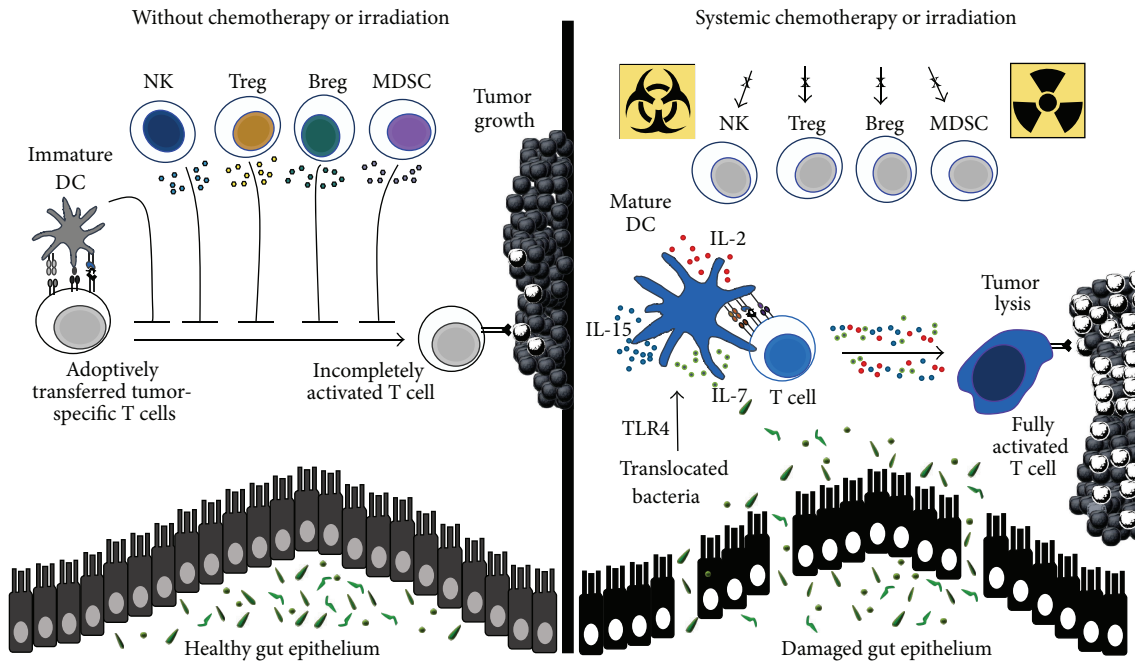 Without chemotherapy or irradiation
NK
Treg
Breg
MDSC
Tumor
growth
Immature
DC
Adoptively
transferred tumor-
specific T cells
Incompletely
activated T cell
Healthy gut epithelium
Systemic chemotherapy or irradiation
NK
Treg
Breg
MDSC
Mature
DC
IL-2
IL-15
IL-7
T cell
Tumor
lysis
TLR4
Translocated
bacteria
Fully
activated
T cell
Damaged gut epithelium